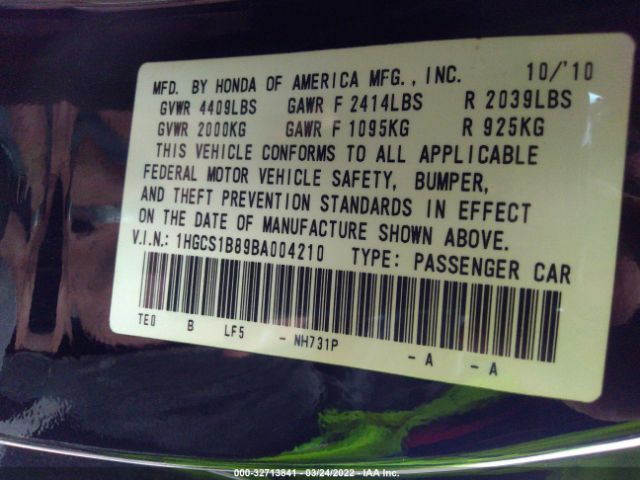 MFD. BY HONDA OF AMERICA MFG., INC. 10/'10
GVWR 4409LBS GAWR F 2414LBS R 2039LBS
GVWR 2000KG GAWR F 1095KG R 925KG
THIS VEHICLE CONFORMS TO ALL APPLICABLE
FEDERAL MOTOR VEHICLE SAFETY, BUMPER,
AND THEFT PREVENTION STANDARDS IN EFFECT
ON THE DATE OF MANUFACTURE SHOWN ABOVE.
V.I.N.: 1HGCS1B89BA004210 TYPE: PASSENGER CAR
TE0 B LF5 - NH731P - A - A
000-32713841 - 03/24/2022 - IAA Inc.